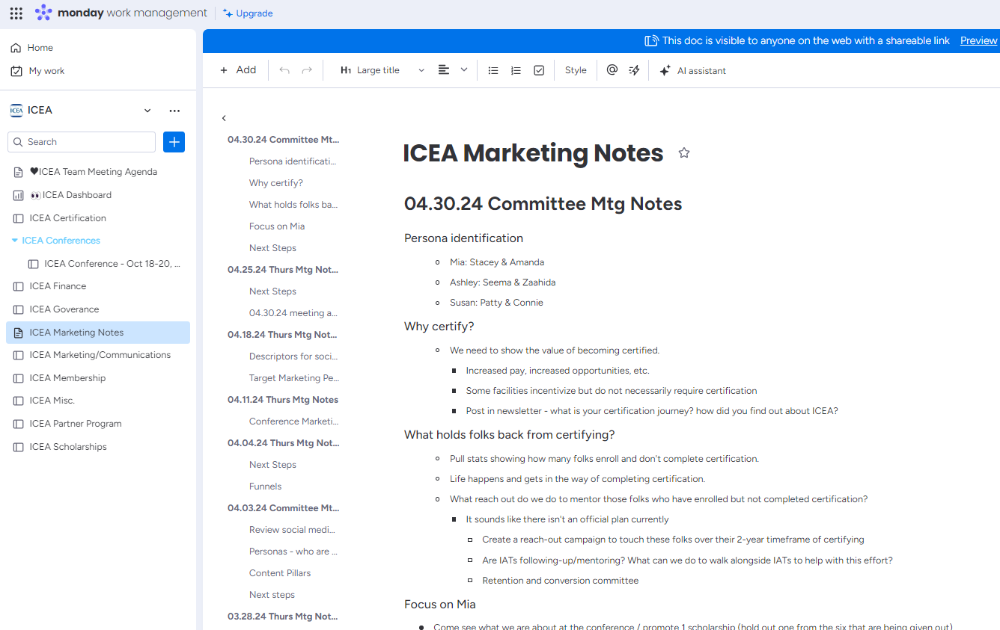 monday work management
Upgrade
This doc is visible to anyone on the web with a shareable link Preview
Home
My work
ICEA
ICEA
Search
ICEA Team Meeting Agenda
ICEA Dashboard
ICEA Certification
ICEA Conferences
ICEA Conference - Oct 18-20, ...
ICEA Finance
ICEA Goverance
ICEA Marketing Notes
ICEA Marketing/Communications
ICEA Membership
ICEA Misc.
ICEA Partner Program
ICEA Scholarships
+ Add
H1 Large title
Style
@
AI assistant
04.30.24 Committee Mt...
Persona identificati...
Why certify?
What holds folks ba...
Focus on Mia
Next Steps
04.25.24 Thurs Mtg Not...
Next Steps
04.30.24 meeting a...
04.18.24 Thurs Mtg Not...
Descriptors for soci...
Target Marketing Pe...
04.11.24 Thurs Mtg Notes
Conference Marketi...
04.04.24 Thurs Mtg Not...
Next Steps
Funnels
04.03.24 Committee Mt...
Review social medi...
Personas - who are ...
Content Pillars
Next steps
03.28.24 Thurs Mtg Not...
ICEA Marketing Notes
04.30.24 Committee Mtg Notes
Persona identification
Mia: Stacey & Amanda
Ashley: Seema & Zaahida
Susan: Patty & Connie
Why certify?
We need to show the value of becoming certified.
Increased pay, increased opportunities, etc.
Some facilities incentivize but do not necessarily require certification
Post in newsletter - what is your certification journey? how did you find out about ICEA?
What holds folks back from certifying?
Pull stats showing how many folks enroll and don't complete certification.
Life happens and gets in the way of completing certification.
What reach out do we do to mentor those folks who have enrolled but not completed certification?
It sounds like there isn't an official plan currently
Create a reach-out campaign to touch these folks over their 2-year timeframe of certifying
Are IATs following-up/mentoring? What can we do to walk alongside IATs to help with this effort?
Retention and conversion committee
Focus on Mia
Come see what we are about at the conference / promote 1 scholarship (hold out one from the six that are being given out)